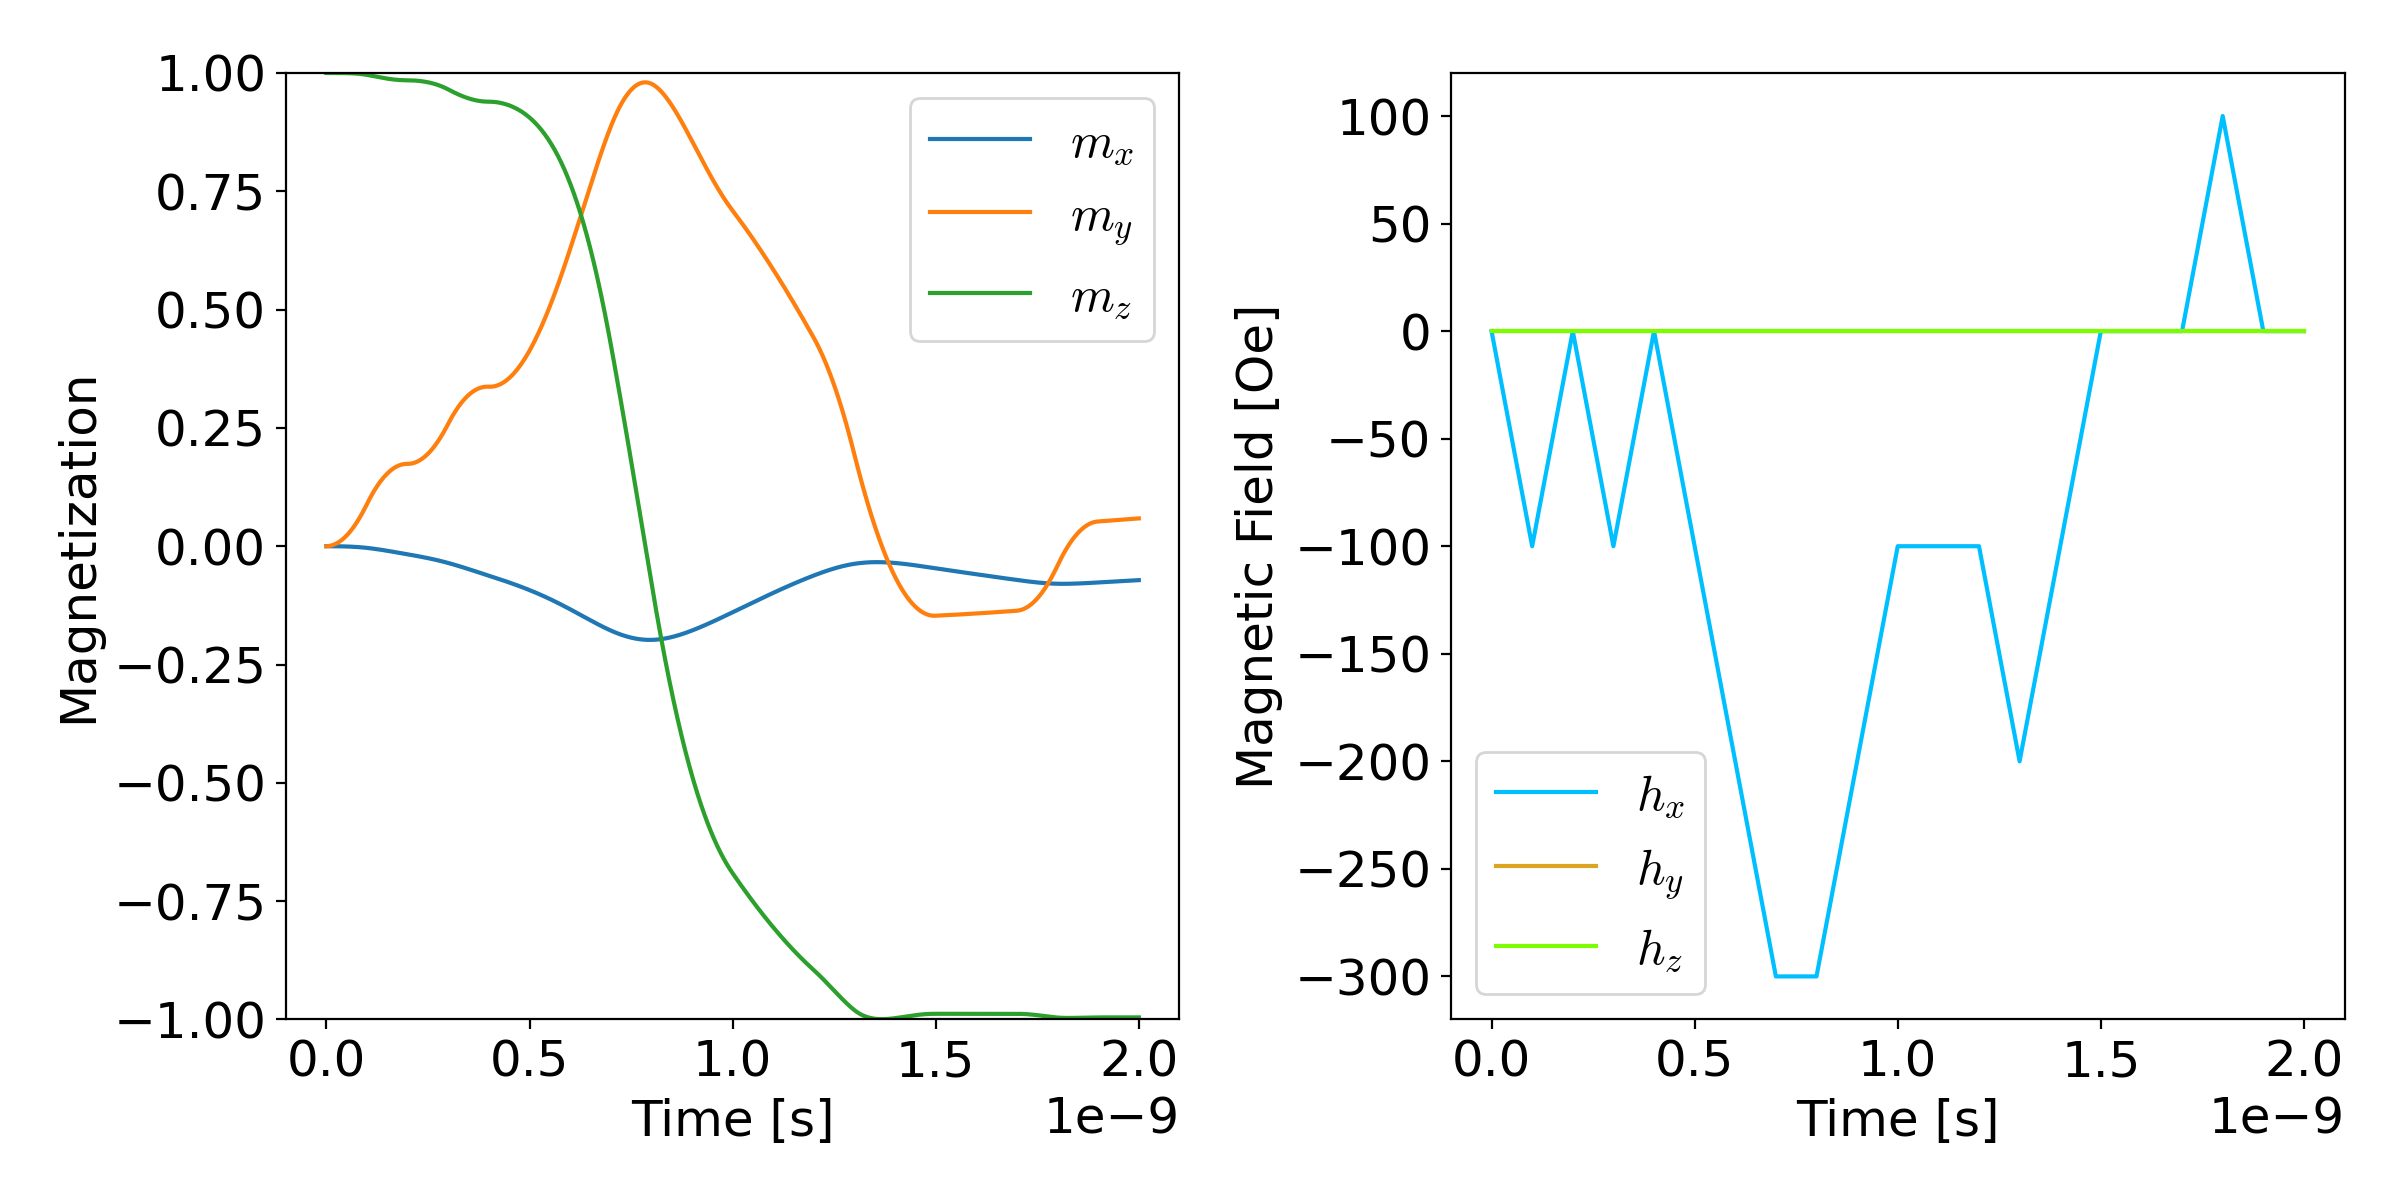 Magnetization
1.00
0.75
0.50
0.25
0.00
−0.25
−0.50
−0.75
−1.00
0.0 0.5 1.0 1.5 2.0
Time [s]
1e−9
m_x
m_y
m_z
Magnetic Field [Oe]
100
50
0
−50
−100
−150
−200
−250
−300
0.0 0.5 1.0 1.5 2.0
Time [s]
1e−9
h_x
h_y
h_z